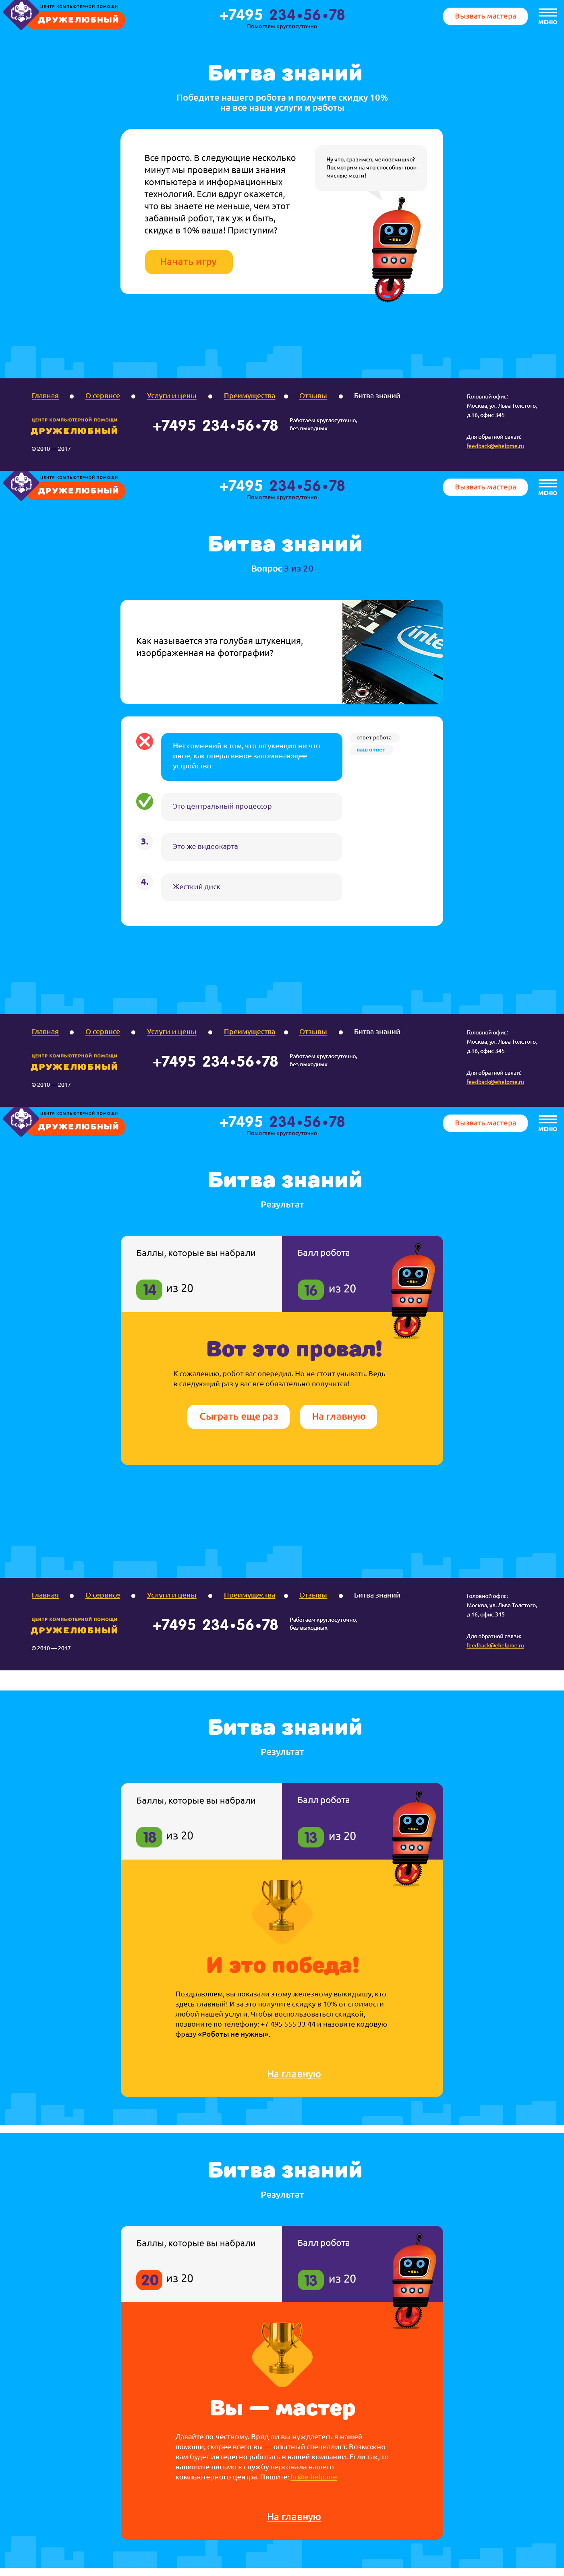 ЦЕНТР КОМПЬЮТЕРНОЙ ПОМОЩИ
ДРУЖЕЛЮБНЫЙ
+7495 234•56•78
Помогаем круглосуточно
Вызвать мастера
МЕНЮ
Битва знаний
Победите нашего робота и получите скидку 10%
на все наши услуги и работы
Все просто. В следующие несколько
минут мы проверим ваши знания
компьютера и информационных
технологий. Если вдруг окажется,
что вы знаете не меньше, чем этот
забавный робот, так уж и быть,
скидка в 10% ваша! Приступим?
Начать игру
Ну что, сразимся, человечишко?
Посмотрим на что способны твои
мясные мозги!
Главная
О сервисе
Услуги и цены
Преимущества
Отзывы
Битва знаний
ЦЕНТР КОМПЬЮТЕРНОЙ ПОМОЩИ
ДРУЖЕЛЮБНЫЙ
© 2010 — 2017
+7495 234•56•78
Работаем круглосуточно,
без выходных
Головной офис:
Москва, ул. Льва Толстого,
д.16, офис 345
Для обратной связи:
feedback@ehelpme.ru
ЦЕНТР КОМПЬЮТЕРНОЙ ПОМОЩИ
ДРУЖЕЛЮБНЫЙ
+7495 234•56•78
Помогаем круглосуточно
Вызвать мастера
МЕНЮ
Битва знаний
Вопрос 3 из 20
Как называется эта голубая штукенция,
изорбраженная на фотографии?
intel
Нет сомнений в том, что штукенция ни что
иное, как оперативное запоминающее
устройство
ответ робота
ваш ответ
Это центральный процессор
3.
Это же видеокарта
4.
Жесткий диск
Главная
О сервисе
Услуги и цены
Преимущества
Отзывы
Битва знаний
ЦЕНТР КОМПЬЮТЕРНОЙ ПОМОЩИ
ДРУЖЕЛЮБНЫЙ
© 2010 — 2017
+7495 234•56•78
Работаем круглосуточно,
без выходных
Головной офис:
Москва, ул. Льва Толстого,
д.16, офис 345
Для обратной связи:
feedback@ehelpme.ru
ЦЕНТР КОМПЬЮТЕРНОЙ ПОМОЩИ
ДРУЖЕЛЮБНЫЙ
+7495 234•56•78
Помогаем круглосуточно
Вызвать мастера
МЕНЮ
Битва знаний
Результат
Баллы, которые вы набрали
14 из 20
Балл робота
16 из 20
Вот это провал!
К сожалению, робот вас опередил. Но не стоит унывать. Ведь
в следующий раз у вас все обязательно получится!
Сыграть еще раз
На главную
Главная
О сервисе
Услуги и цены
Преимущества
Отзывы
Битва знаний
ЦЕНТР КОМПЬЮТЕРНОЙ ПОМОЩИ
ДРУЖЕЛЮБНЫЙ
© 2010 — 2017
+7495 234•56•78
Работаем круглосуточно,
без выходных
Головной офис:
Москва, ул. Льва Толстого,
д.16, офис 345
Для обратной связи:
feedback@ehelpme.ru
Битва знаний
Результат
Баллы, которые вы набрали
18 из 20
Балл робота
13 из 20
И это победа!
Поздравляем, вы показали этому железному выкидышу, кто
здесь главный! И за это получите скидку в 10% от стоимости
любой нашей услуги. Чтобы воспользоваться скидкой,
позвоните по телефону: +7 495 555 33 44 и назовите кодовую
фразу «Роботы не нужны».
На главную
Битва знаний
Результат
Баллы, которые вы набрали
20 из 20
Балл робота
13 из 20
Вы — мастер
Давайте по-честному. Вряд ли вы нуждаетесь в нашей
помощи, скорее всего вы — опытный специалист. Возможно
вам будет интересно работать в нашей компании. Если так, то
напишите письмо в службу персонала нашего
компьютерного центра. Пишите: hr@e-help.me
На главную